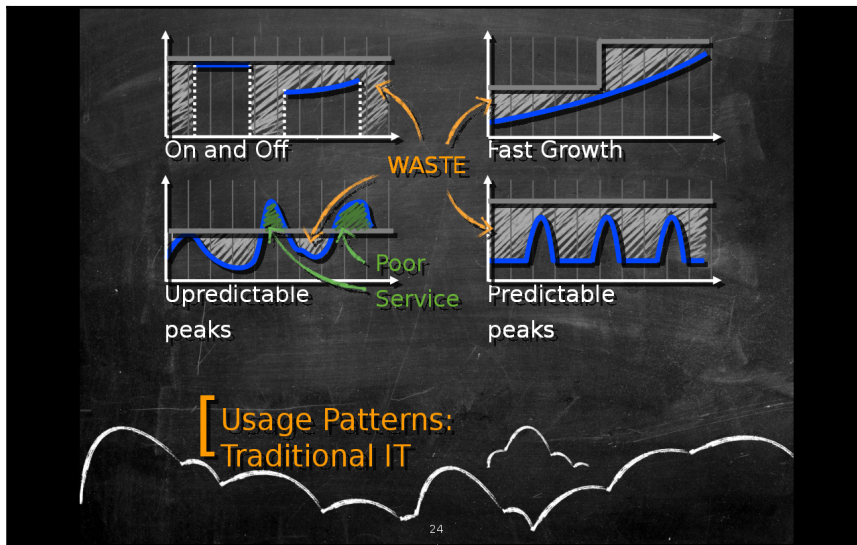 On and Off
Fast Growth
WASTE
Poor
Service
Upredictable
peaks
Predictable
peaks
Usage Patterns:
Traditional IT
24